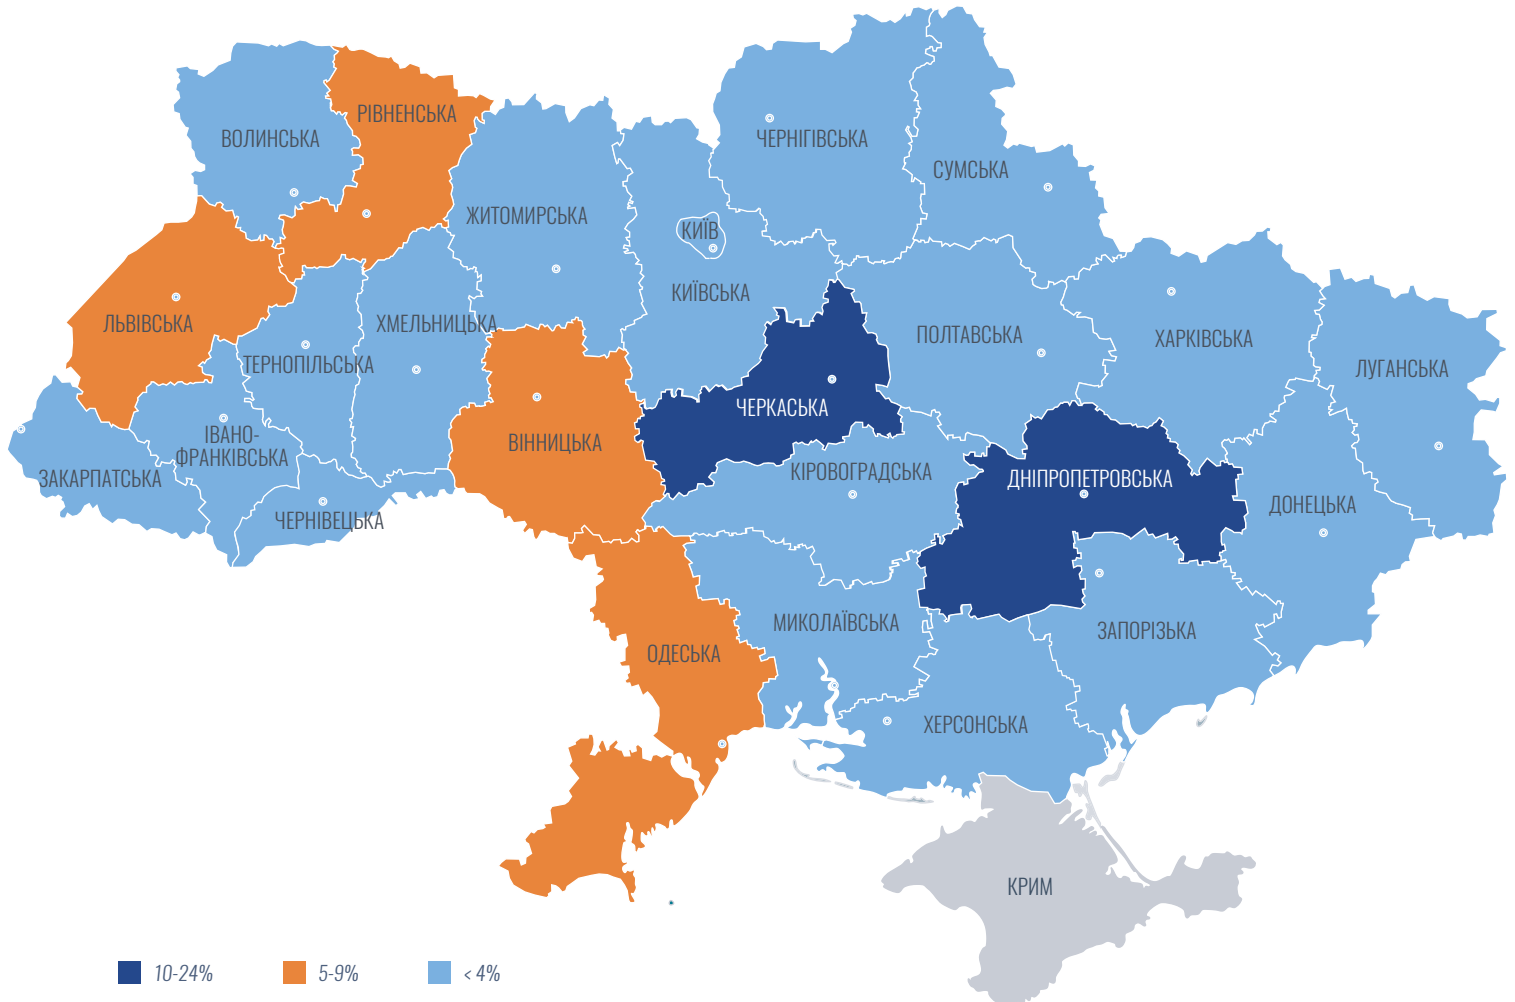 РІВНЕНСЬКА
ВОЛИНСЬКА
ЧЕРНІГІВСЬКА
СУМСЬКА
ЖИТОМИРСЬКА
КИЇВ
КИЇВСЬКА
ЛЬВІВСЬКА
ХМЕЛЬНИЦЬКА
ПОЛТАВСЬКА
ХАРКІВСЬКА
ТЕРНОПІЛЬСЬКА
ЛУГАНСЬКА
ЧЕРКАСЬКА
ІВАНО-
ФРАНКІВСЬКА
ВІННИЦЬКА
КІРОВОГРАДСЬКА
ЗАКАРПАТСЬКА
ДНІПРОПЕТРОВСЬКА
ДОНЕЦЬКА
ЧЕРНІВЕЦЬКА
МИКОЛАЇВСЬКА
ЗАПОРІЗЬКА
ОДЕСЬКА
ХЕРСОНСЬКА
КРИМ
10-24%
5-9%
< 4%